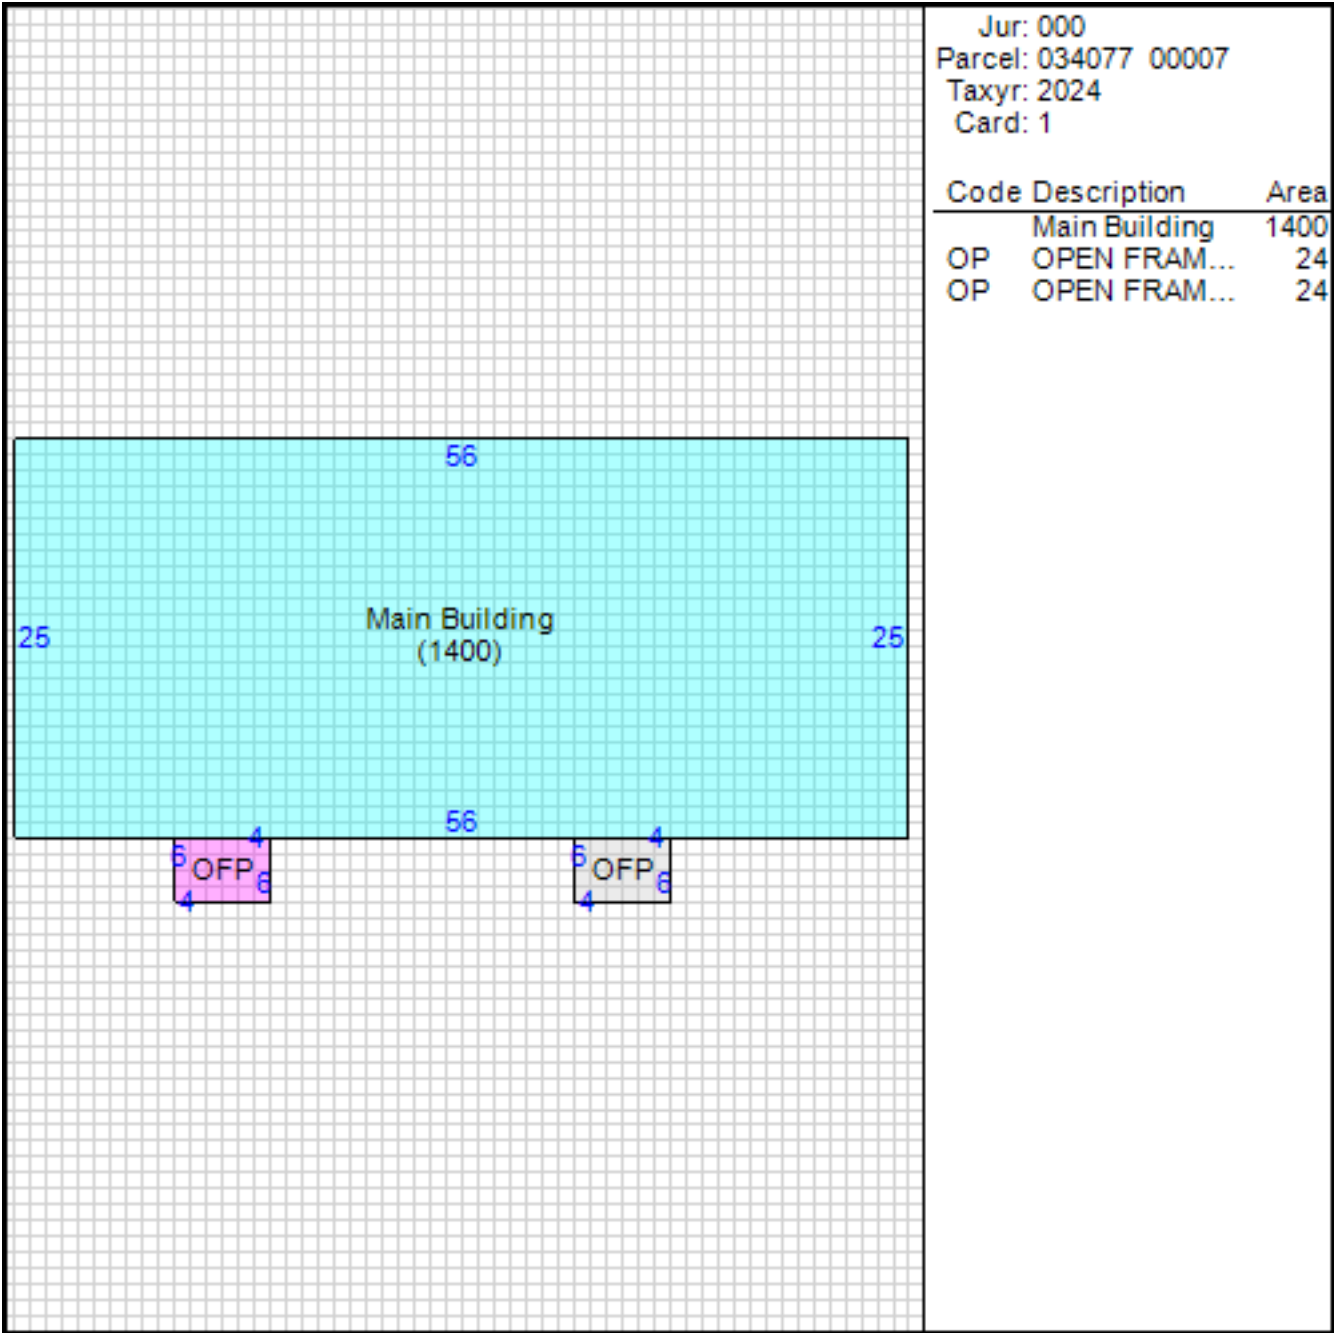 Jur: 000
Parcel: 034077 00007
Taxyr: 2024
Card: 1
Code Description Area
Main Building 1400
OP OPEN FRAM... 24
OP OPEN FRAM... 24
56
Main Building
(1400)
25
25
56
4
4
6
6
OFP
OFP
6
6
4
4